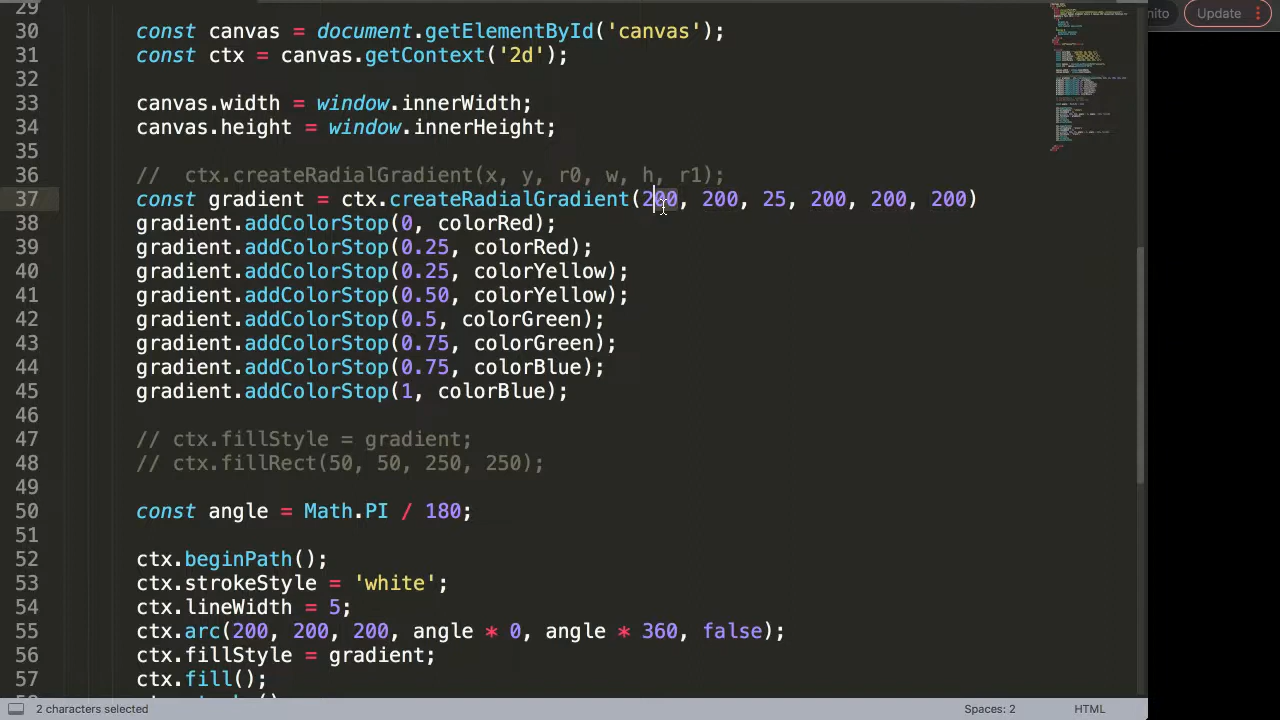 29
nito
Update
30 const canvas = document.getElementById('canvas');
31 const ctx = canvas.getContext('2d');
32
33 canvas.width = window.innerWidth;
34 canvas.height = window.innerHeight;
35
36 //  ctx.createRadialGradient(x, y, r0, w, h, r1);
37 const gradient = ctx.createRadialGradient(200, 200, 25, 200, 200, 200)
38 gradient.addColorStop(0, colorRed);
39 gradient.addColorStop(0.25, colorRed);
40 gradient.addColorStop(0.25, colorYellow);
41 gradient.addColorStop(0.50, colorYellow);
42 gradient.addColorStop(0.5, colorGreen);
43 gradient.addColorStop(0.75, colorGreen);
44 gradient.addColorStop(0.75, colorBlue);
45 gradient.addColorStop(1, colorBlue);
46
47 // ctx.fillStyle = gradient;
48 // ctx.fillRect(50, 50, 250, 250);
49
50 const angle = Math.PI / 180;
51
52 ctx.beginPath();
53 ctx.strokeStyle = 'white';
54 ctx.lineWidth = 5;
55 ctx.arc(200, 200, 200, angle * 0, angle * 360, false);
56 ctx.fillStyle = gradient;
57 ctx.fill();
2 characters selected
Spaces: 2
HTML